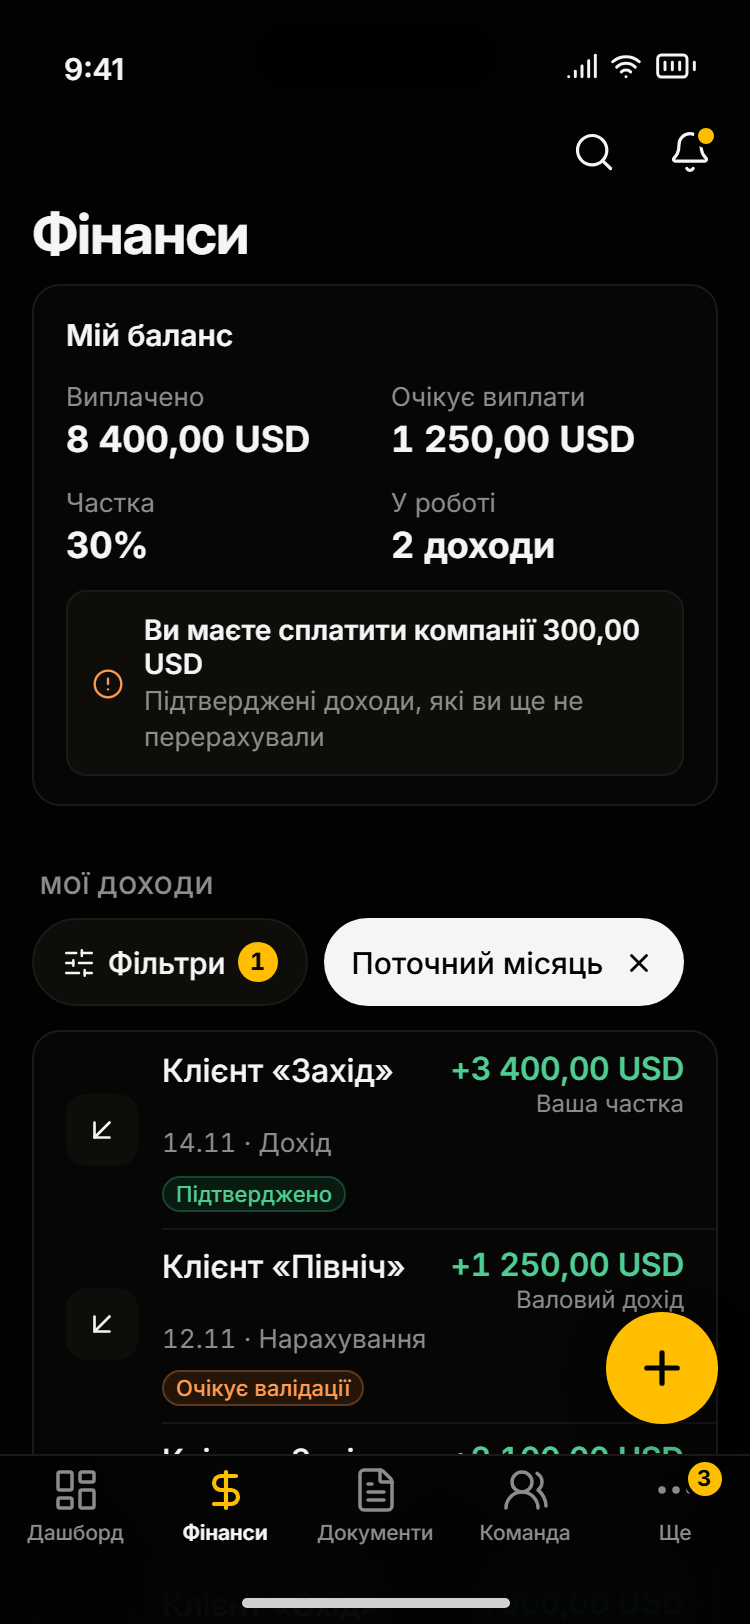 9:41
Фінанси
Мій баланс
Виплачено
Очікує виплати
8 400,00 USD
1 250,00 USD
Частка
У роботі
30%
2 доходи
Ви маєте сплатити компанії 300,00
USD
Підтверджені доходи, які ви ще не
перерахували
МОЇ ДОХОДИ
Фільтри 1
Поточний місяць
Клієнт «Захід»
+3 400,00 USD
Ваша частка
14.11 · Дохід
Підтверджено
Клієнт «Північ»
+1 250,00 USD
Валовий дохід
12.11 · Нарахування
Очікує валідації
3
Дашборд
Фінанси
Документи
Команда
Ще